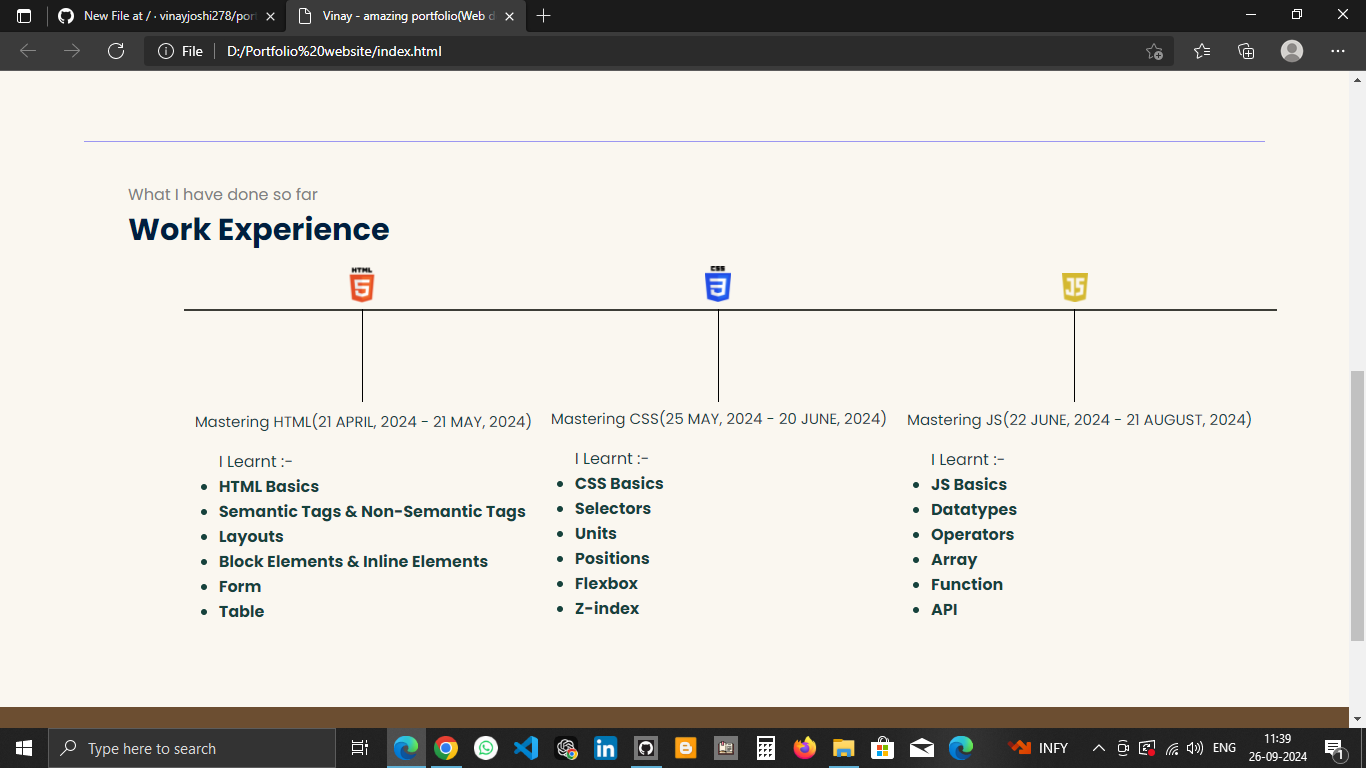 New File at / · vinayjoshi278/por
Vinay - amazing portfolio(Web d
File
D:/Portfolio%20website/index.html
What I have done so far
Work Experience
HTML
5
CSS
3
JS
Mastering HTML(21 APRIL, 2024 - 21 MAY, 2024)
I Learnt :-
HTML Basics
Semantic Tags & Non-Semantic Tags
Layouts
Block Elements & Inline Elements
Form
Table
Mastering CSS(25 MAY, 2024 - 20 JUNE, 2024)
I Learnt :-
CSS Basics
Selectors
Units
Positions
Flexbox
Z-index
Mastering JS(22 JUNE, 2024 - 21 AUGUST, 2024)
I Learnt :-
JS Basics
Datatypes
Operators
Array
Function
API
Type here to search
INFY
ENG
11:39
26-09-2024
1